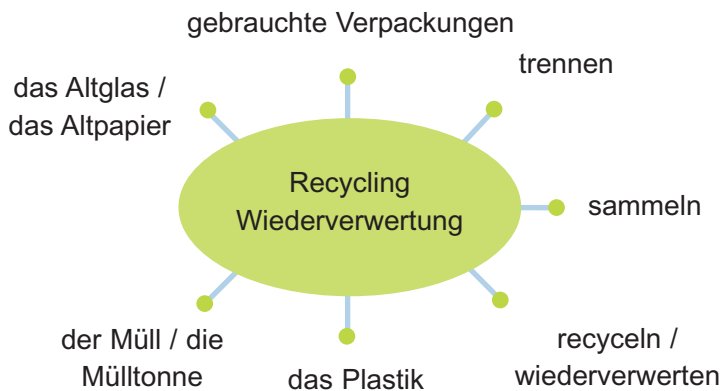 gebrauchte Verpackungen
trennen
das Altglas /
das Altpapier
Recycling
Wiederverwertung
sammeln
der Müll / die
Mülltonne
das Plastik
recyceln /
wiederverwerten